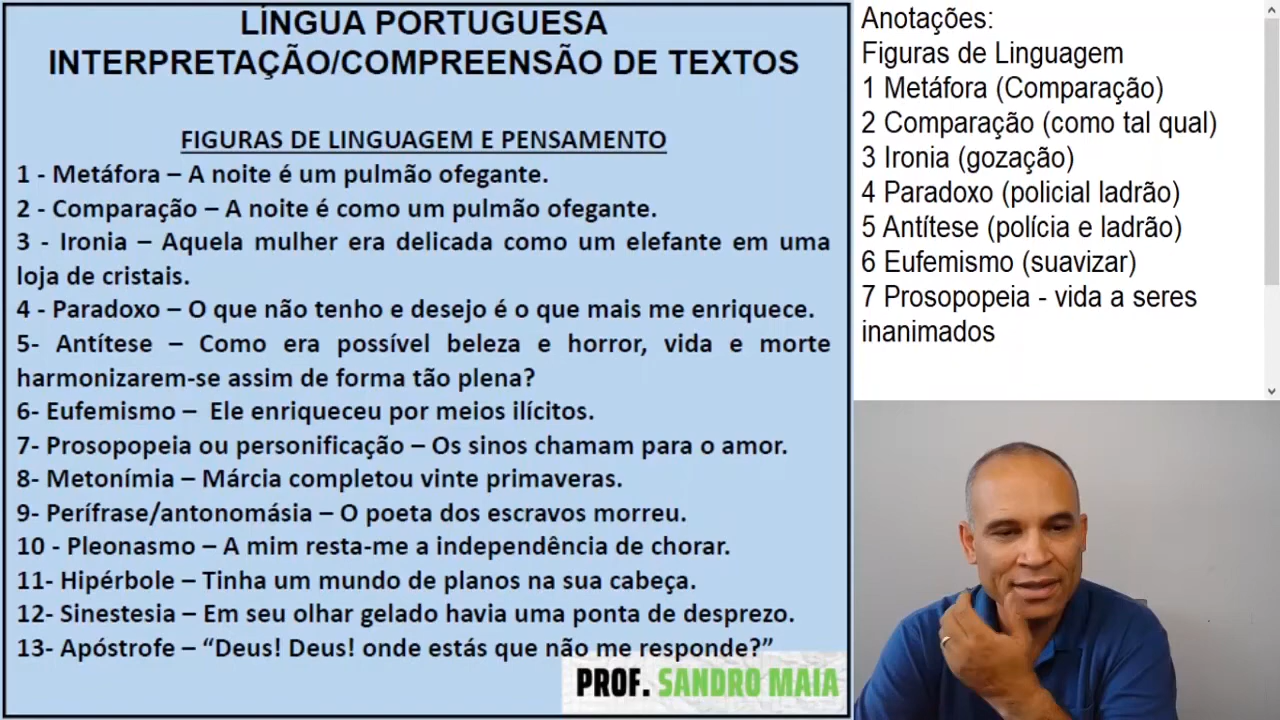 LÍNGUA PORTUGUESA
INTERPRETAÇÃO/COMPREENSÃO DE TEXTOS
FIGURAS DE LINGUAGEM E PENSAMENTO
1 - Metáfora – A noite é um pulmão ofegante.
2 - Comparação – A noite é como um pulmão ofegante.
3 - Ironia – Aquela mulher era delicada como um elefante em uma
loja de cristais.
4 - Paradoxo – O que não tenho e desejo é o que mais me enriquece.
5- Antítese – Como era possível beleza e horror, vida e morte
harmonizarem-se assim de forma tão plena?
6- Eufemismo – Ele enriqueceu por meios ilícitos.
7- Prosopopeia ou personificação – Os sinos chamam para o amor.
8- Metonímia – Márcia completou vinte primaveras.
9- Perífrase/antonomásia – O poeta dos escravos morreu.
10 - Pleonasmo – A mim resta-me a independência de chorar.
11- Hipérbole – Tinha um mundo de planos na sua cabeça.
12- Sinestesia – Em seu olhar gelado havia uma ponta de desprezo.
13- Apóstrofe – “Deus! Deus! onde estás que não me responde?”
PROF. SANDRO MAIA
Anotações:
Figuras de Linguagem
1 Metáfora (Comparação)
2 Comparação (como tal qual)
3 Ironia (gozação)
4 Paradoxo (policial ladrão)
5 Antítese (polícia e ladrão)
6 Eufemismo (suavizar)
7 Prosopopeia - vida a seres
inanimados